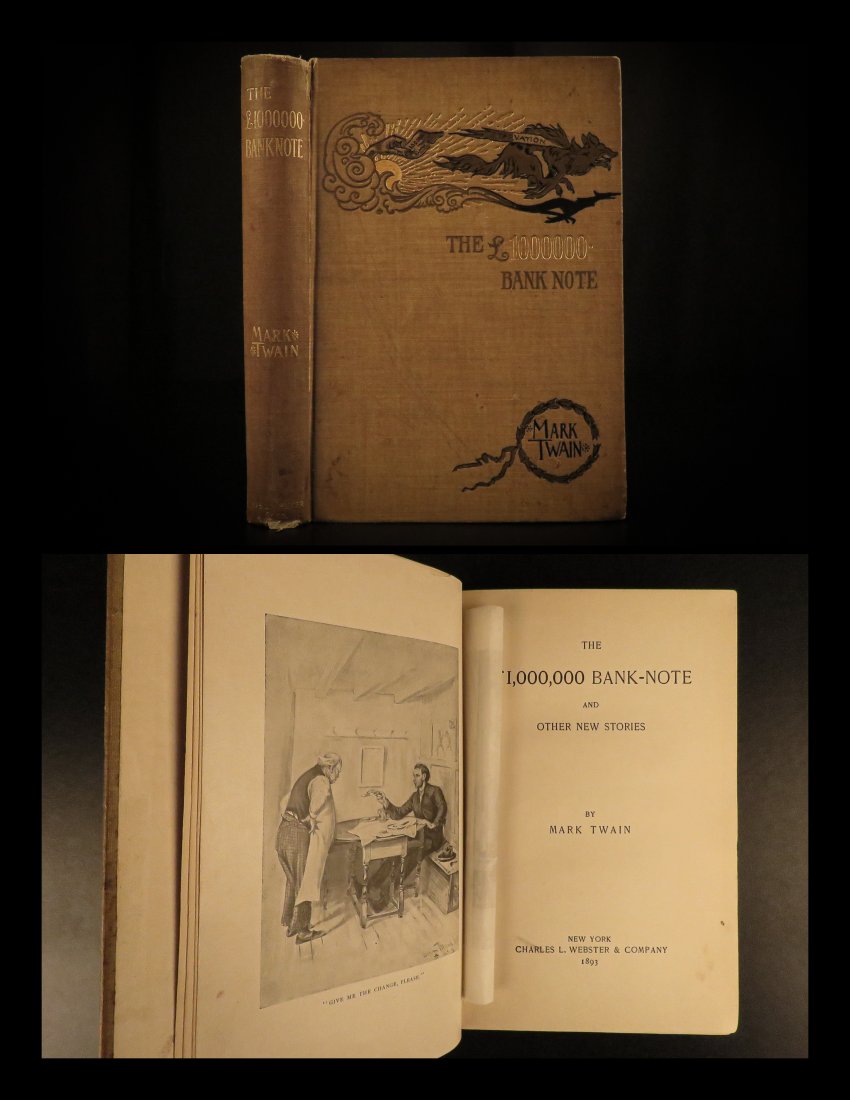 THE
£1000000
BANK NOTE
MARK
TWAIN
VATION
THE £1000000
BANK NOTE
MARK
TWAIN
"GIVE ME THE CHANGE, PLEASE."
THE
1,000,000 BANK-NOTE
AND
OTHER NEW STORIES
BY
MARK TWAIN
NEW YORK
CHARLES L. WEBSTER & COMPANY
1893